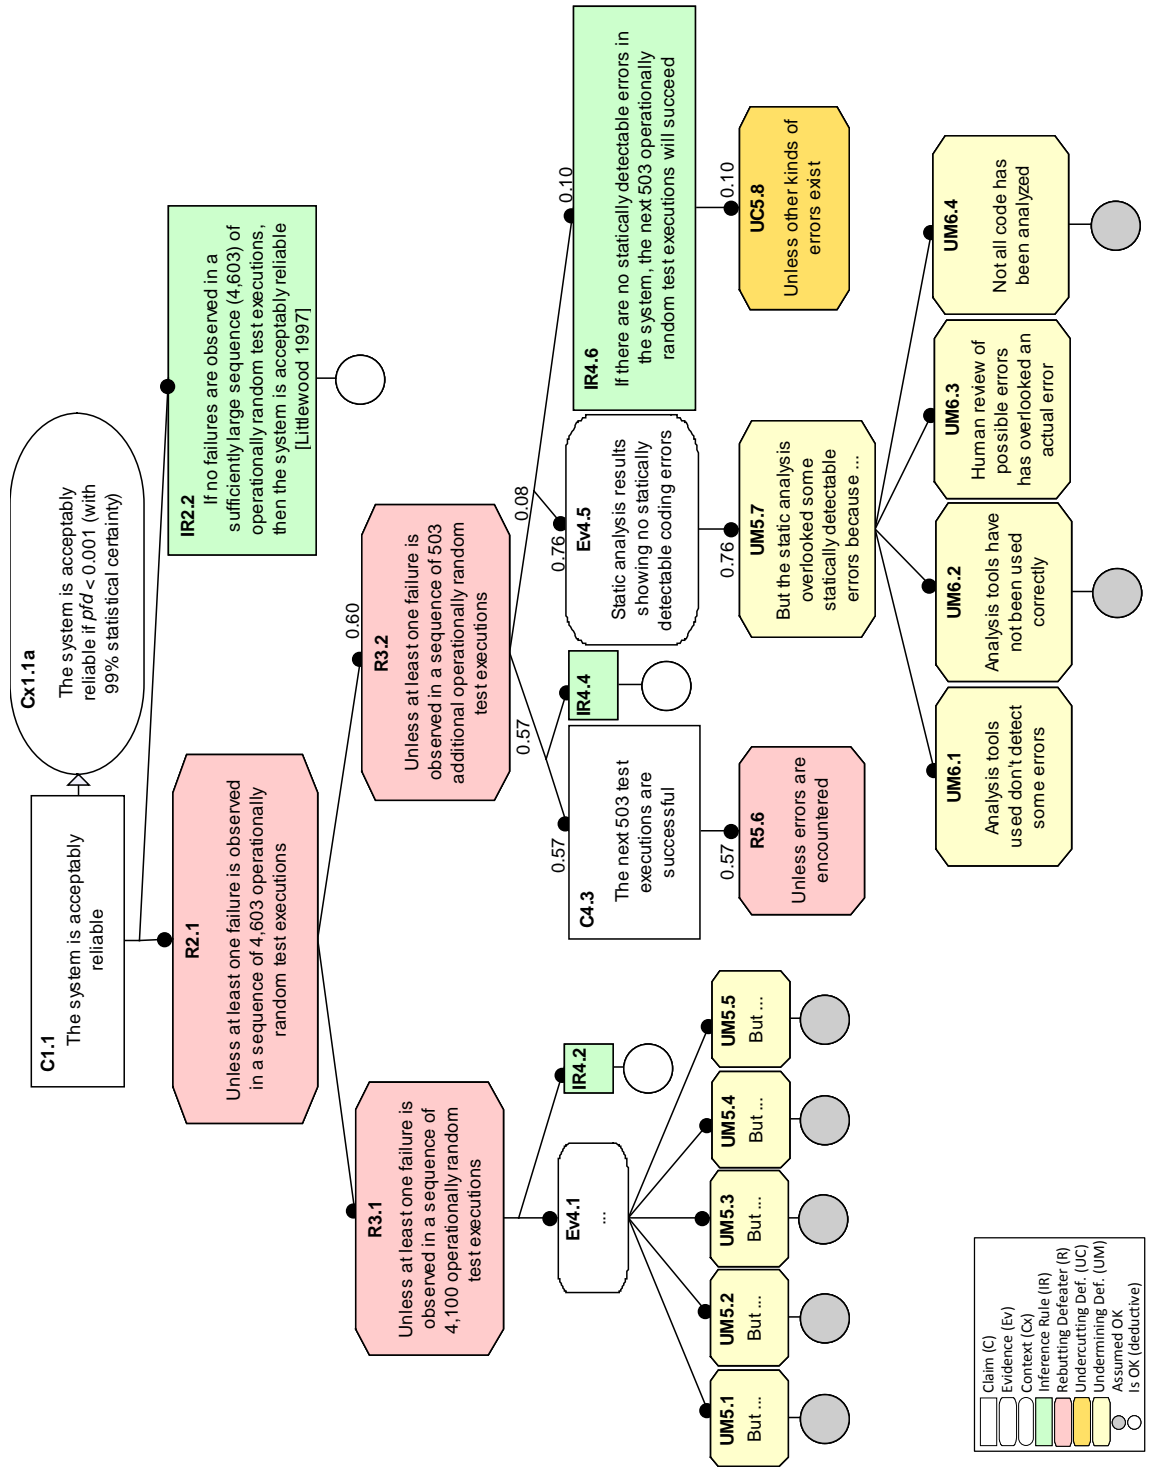 C1.1
The system is acceptably
reliable
Cx1.1a
The system is acceptably
reliable if pfd < 0.001 (with
99% statistical certainty)
R2.1
Unless at least one failure is observed
in a sequence of 4,603 operationally
random test executions
IR2.2
If no failures are observed in a
sufficiently large sequence (4,603) of
operationally random test executions,
then the system is acceptably reliable
[Littlewood 1997]
0.60
R3.1
Unless at least one failure is
observed in a sequence of
4,100 operationally random
test executions
R3.2
Unless at least one failure is
observed in a sequence of 503
additional operationally random
test executions
0.57
0.08
0.57
0.76
0.10
Ev4.1
...
IR4.2
C4.3
The next 503 test
executions are
successful
IR4.4
Ev4.5
Static analysis results
showing no statically
detectable coding errors
IR4.6
If there are no statically detectable errors in
the system, the next 503 operationally
random test executions will succeed
0.57
0.76
0.10
UM5.1
But ...
UM5.2
But ...
UM5.3
But ...
UM5.4
But ...
UM5.5
But ...
R5.6
Unless errors are
encountered
UM5.7
But the static analysis
overlooked some
statically detectable
errors because ...
UC5.8
Unless other kinds of
errors exist
UM6.1
Analysis tools
used don't detect
some errors
UM6.2
Analysis tools have
not been used
correctly
UM6.3
Human review of
possible errors
has overlooked an
actual error
UM6.4
Not all code has
been analyzed
Claim (C)
Evidence (Ev)
Context (Cx)
Inference Rule (IR)
Rebutting Defeater (R)
Undercutting Def. (UC)
Undermining Def. (UM)
Assumed OK
Is OK (deductive)